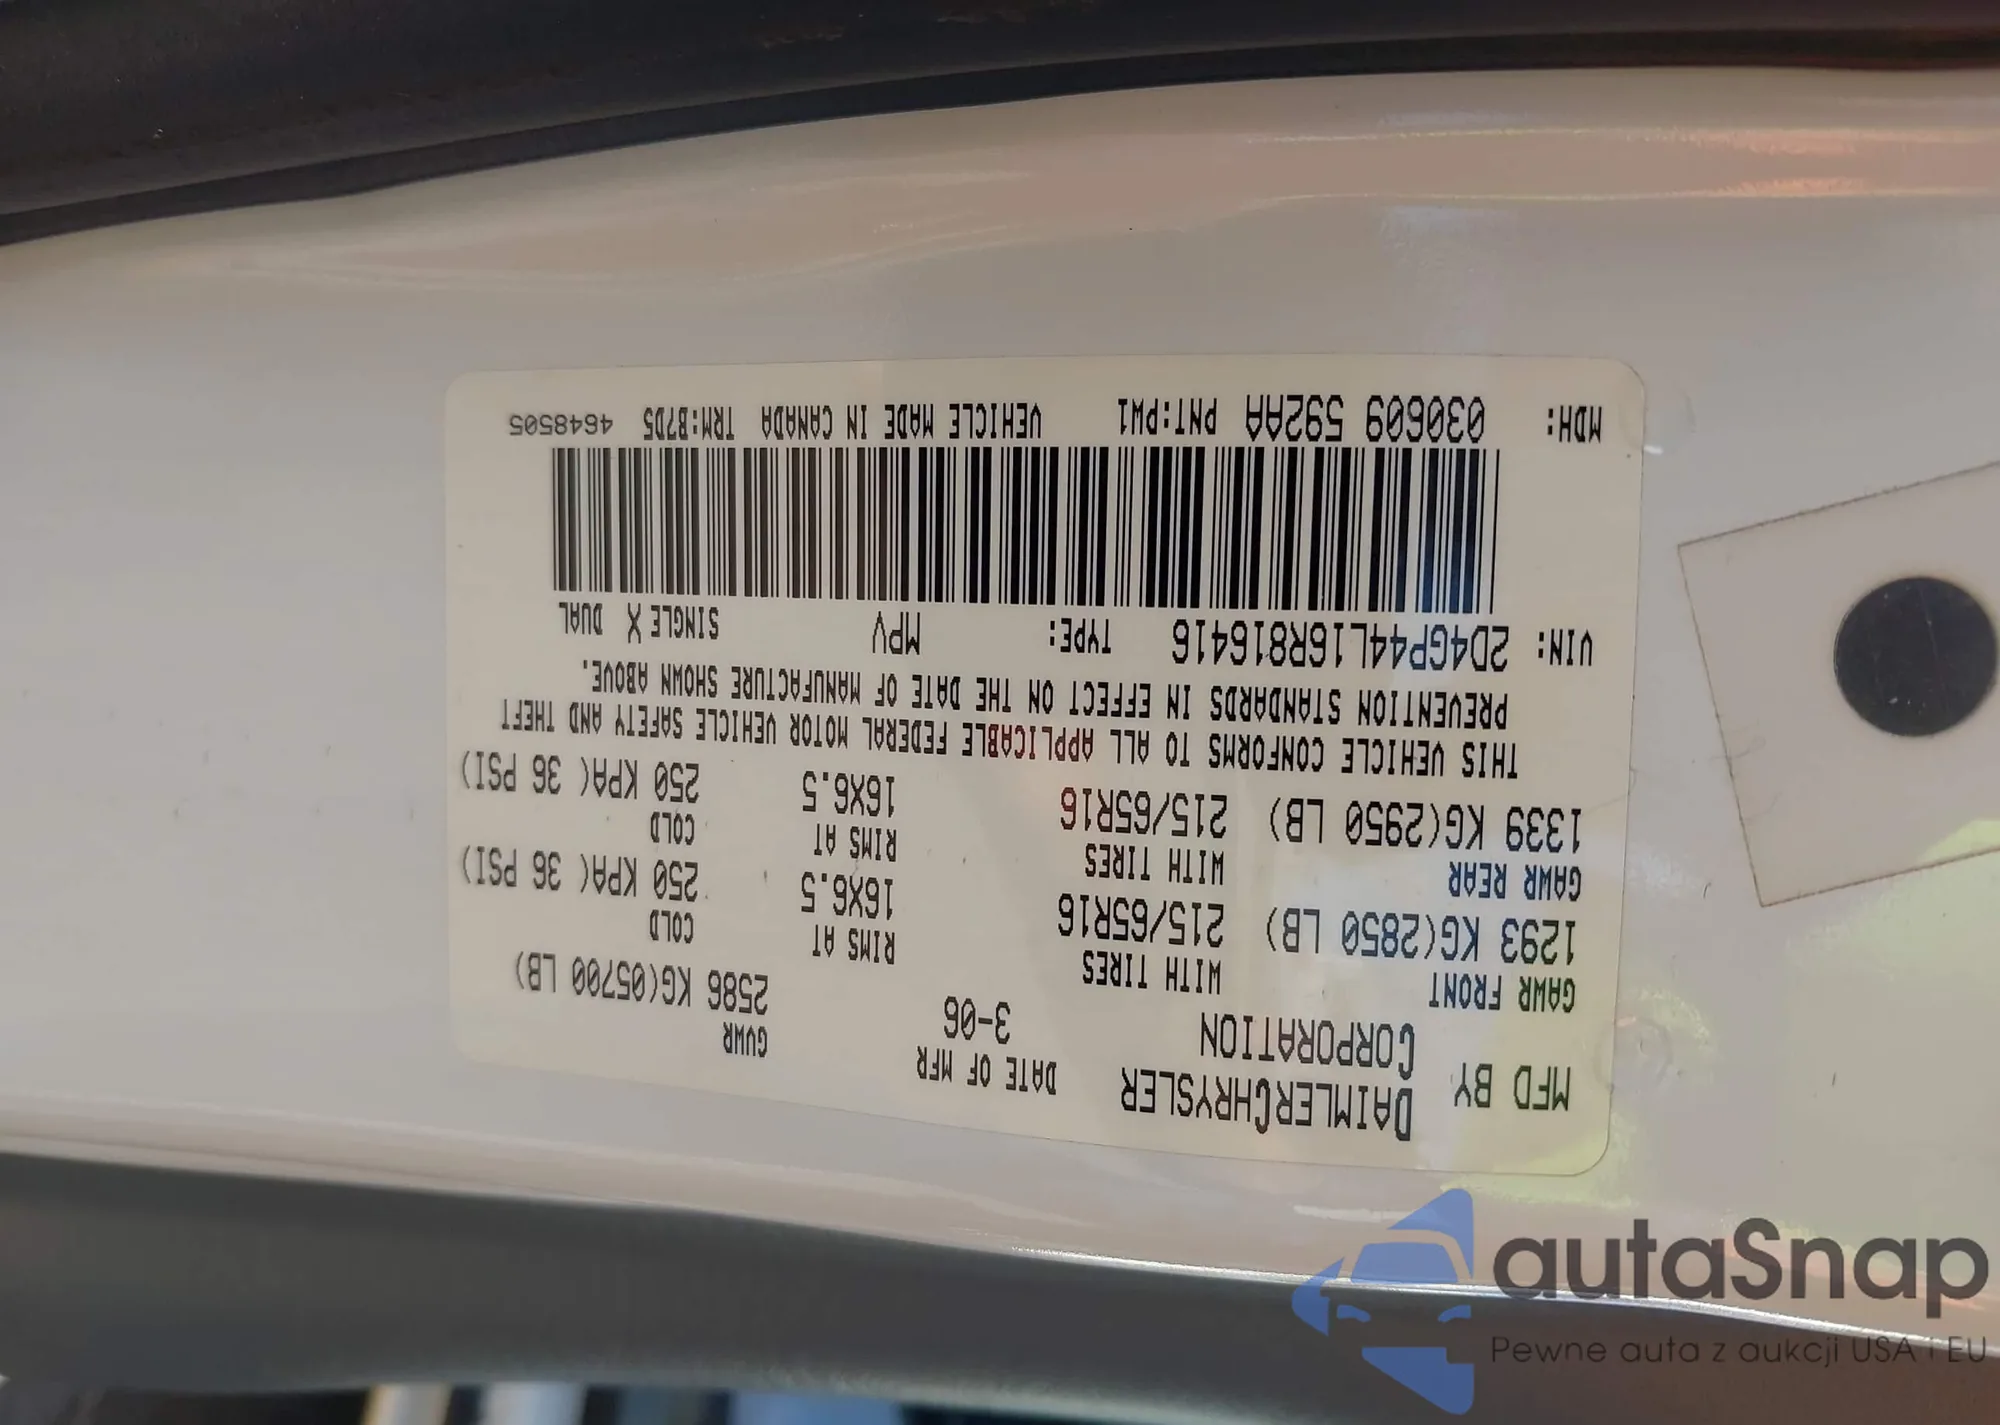 MFD BY DAIMLERCHRYSLER CORPORATION
DATE OF MFR 3-06
GVWR 2586 KG(05700 LB)
GAWR FRONT WITH TIRES RIMS AT COLD
1293 KG(2850 LB) 215/65R16 16X6.5 250 KPA( 36 PSI)
GAWR REAR WITH TIRES RIMS AT COLD
1339 KG(2950 LB) 215/65R16 16X6.5 250 KPA( 36 PSI)
THIS VEHICLE CONFORMS TO ALL APPLICABLE FEDERAL MOTOR VEHICLE SAFETY AND THEFT
PREVENTION STANDARDS IN EFFECT ON THE DATE OF MANUFACTURE SHOWN ABOVE.
VIN: 2D4GP44L16R816416 TYPE: MPV SINGLE X DUAL
MDH: 030609 592AA PNT:PW1 VEHICLE MADE IN CANADA TRM:B7D5 4648505
autaSnap
Pewne auta z aukcji USA i EU